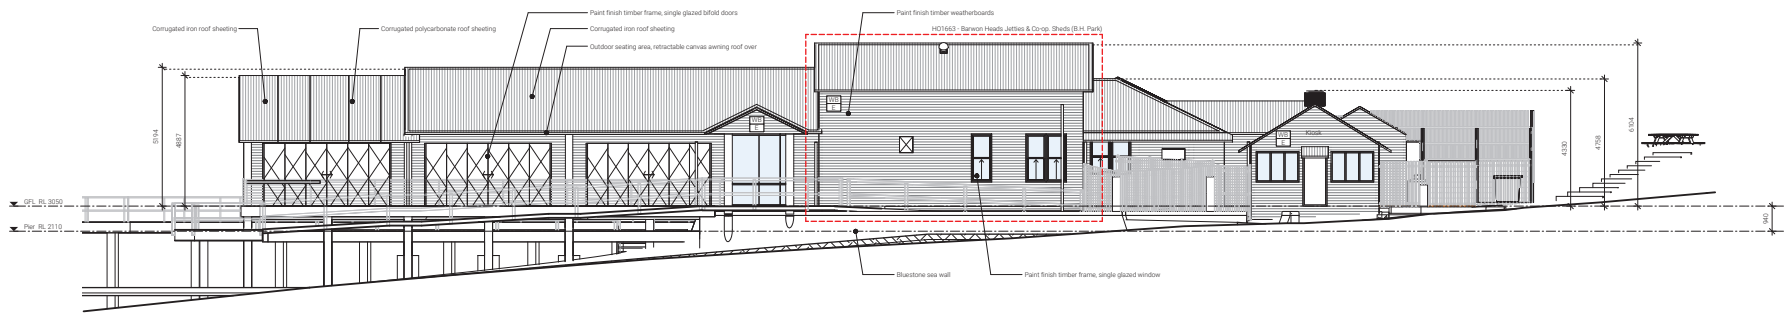 Paint finish timber frame, single glazed bifold doors
Paint finish timber weatherboards
Corrugated iron roof sheeting
Corrugated polycarbonate roof sheeting
Corrugated iron roof sheeting
HO1663 - Barwon Heads Jetties & Co-op. Sheds (B.H. Park)
Outdoor seating area, retractable canvas awning roof over
WB
E
WB
E
WB
E
Kiosk
5194
4887
4330
4788
6104
940
GFL RL 3050
Pier RL 2110
Bluestone sea wall
Paint finish timber frame, single glazed window